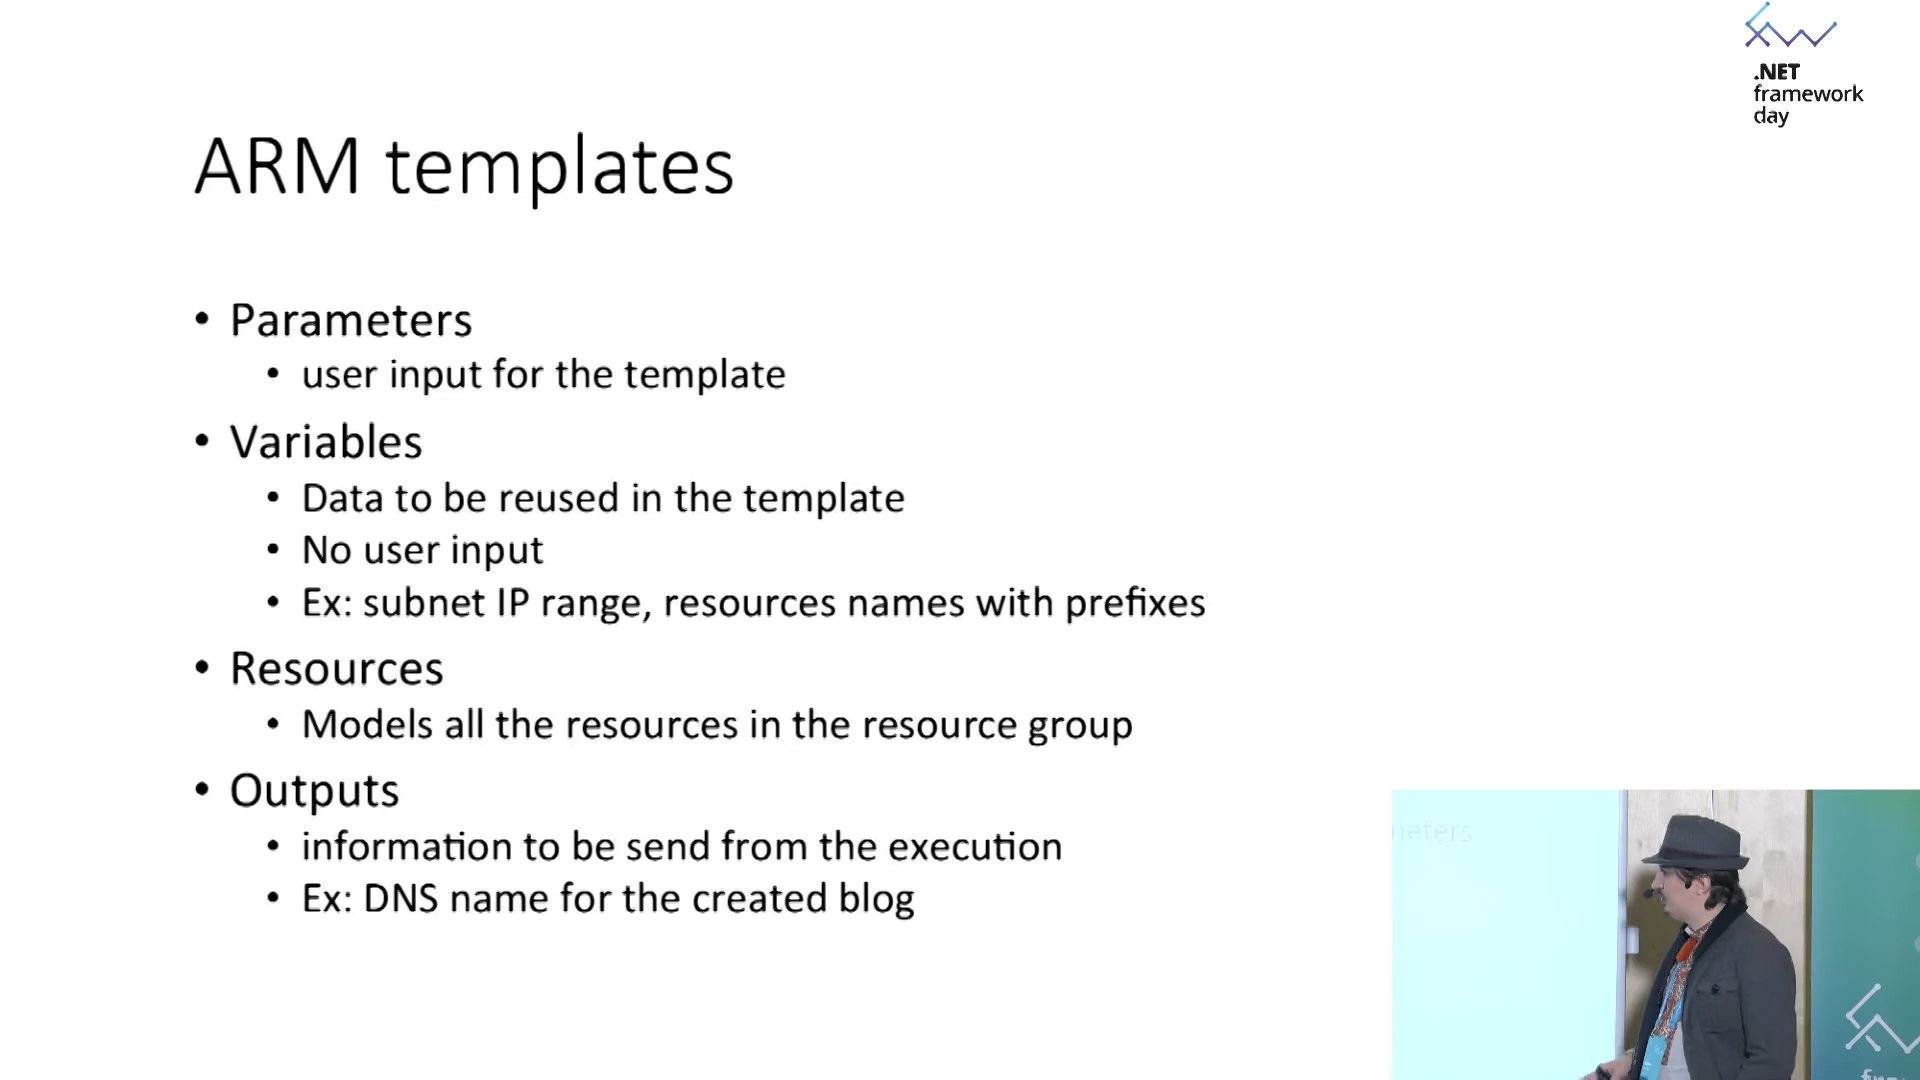 .NET
framework
day
ARM templates
• Parameters
• user input for the template
• Variables
• Data to be reused in the template
• No user input
• Ex: subnet IP range, resources names with prefixes
• Resources
• Models all the resources in the resource group
• Outputs
• information to be send from the execution
• Ex: DNS name for the created blog